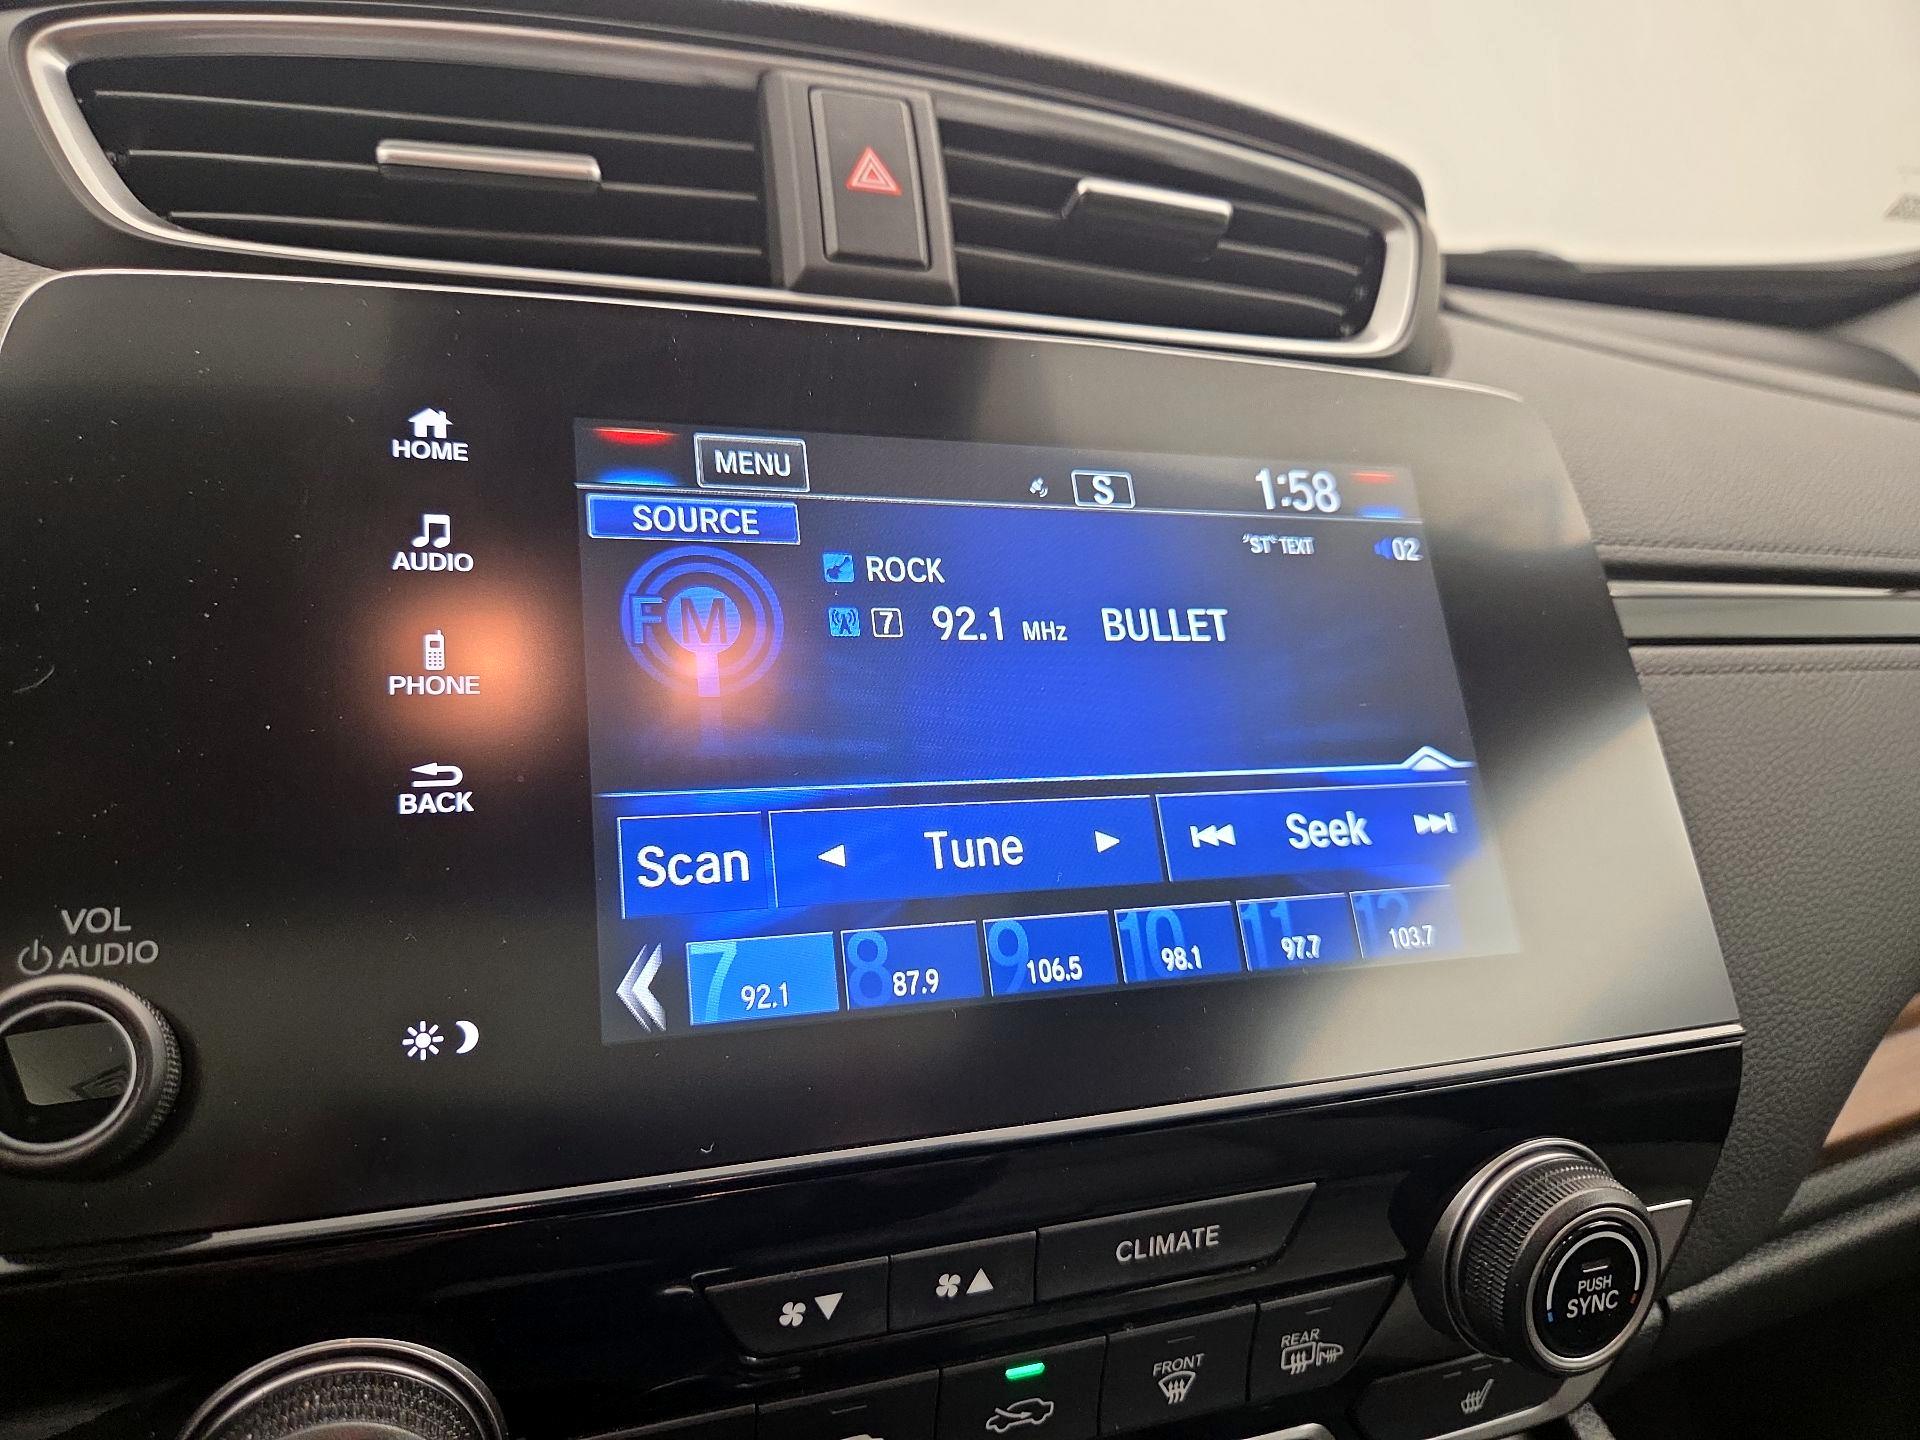 HOME
AUDIO
PHONE
BACK
VOL
AUDIO
MENU
S
1:58
SOURCE
"ST" TEXT
02
FM
ROCK
7 92.1 MHz BULLET
Scan
Tune
Seek
7 92.1
8 87.9
9 106.5
10 98.1
11 97.7
12 103.7
CLIMATE
PUSH
SYNC
FRONT
REAR